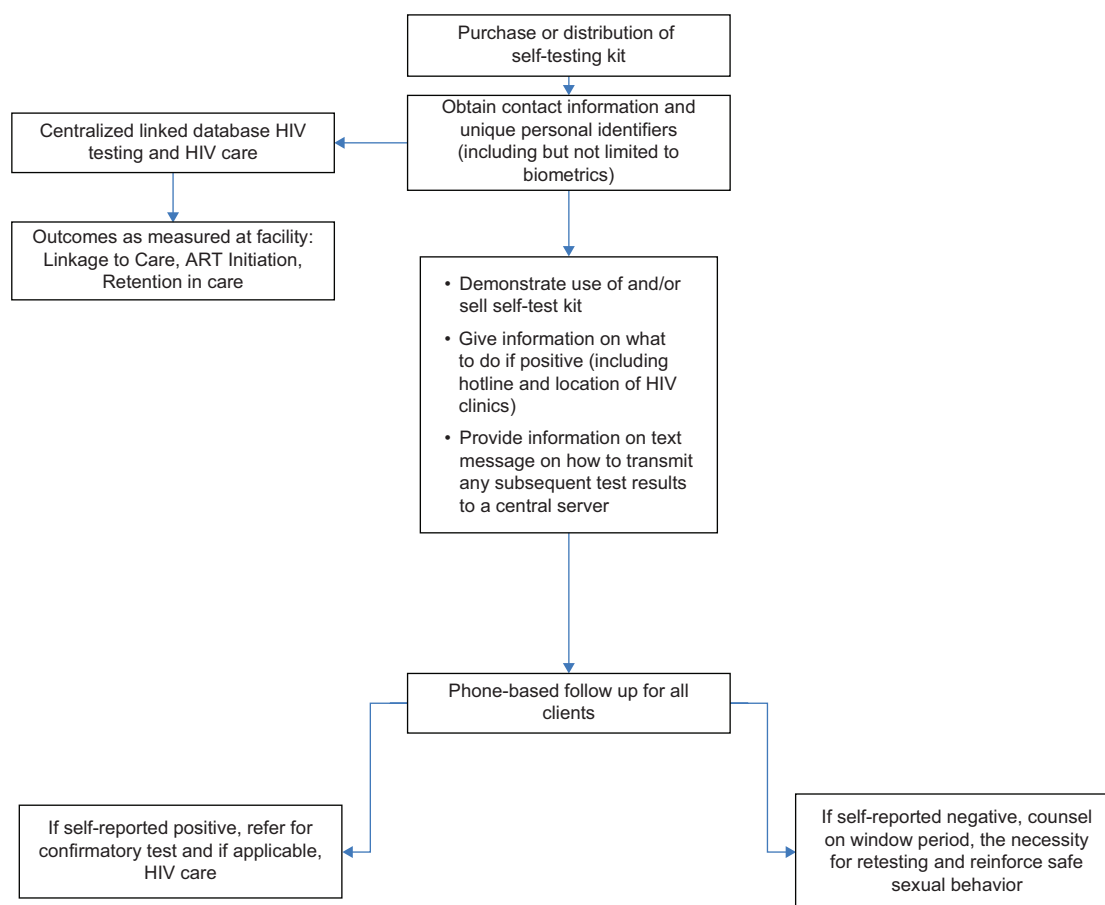 Purchase or distribution of
self-testing kit
Obtain contact information and
unique personal identifiers
(including but not limited to
biometrics)
Centralized linked database HIV
testing and HIV care
Outcomes as measured at facility:
Linkage to Care, ART Initiation,
Retention in care
• Demonstrate use of and/or
sell self-test kit
• Give information on what
to do if positive (including
hotline and location of HIV
clinics)
• Provide information on text
message on how to transmit
any subsequent test results
to a central server
Phone-based follow up for all
clients
If self-reported positive, refer for
confirmatory test and if applicable,
HIV care
If self-reported negative, counsel
on window period, the necessity
for retesting and reinforce safe
sexual behavior